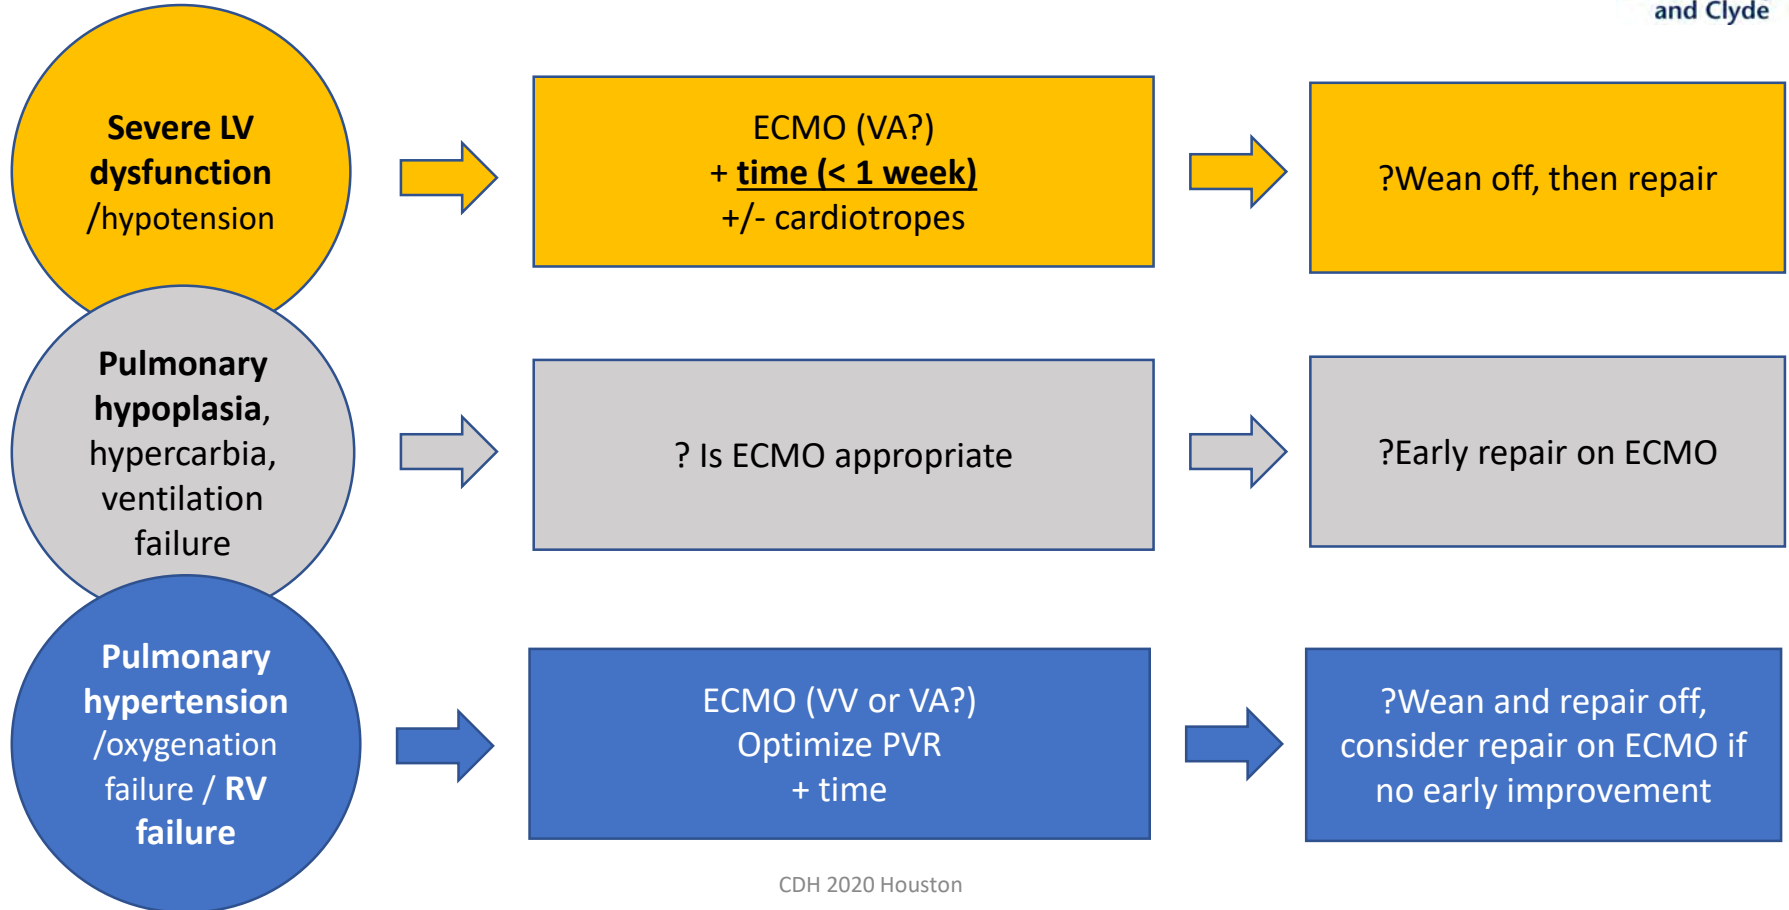 and Clyde
Severe LV
dysfunction
/hypotension
ECMO (VA?)
+ time (< 1 week)
+/- cardiotropes
?Wean off, then repair
Pulmonary
hypoplasia,
hypercarbia,
ventilation
failure
? Is ECMO appropriate
?Early repair on ECMO
Pulmonary
hypertension
/oxygenation
failure / RV
failure
ECMO (VV or VA?)
Optimize PVR
+ time
?Wean and repair off,
consider repair on ECMO if
no early improvement
CDH 2020 Houston